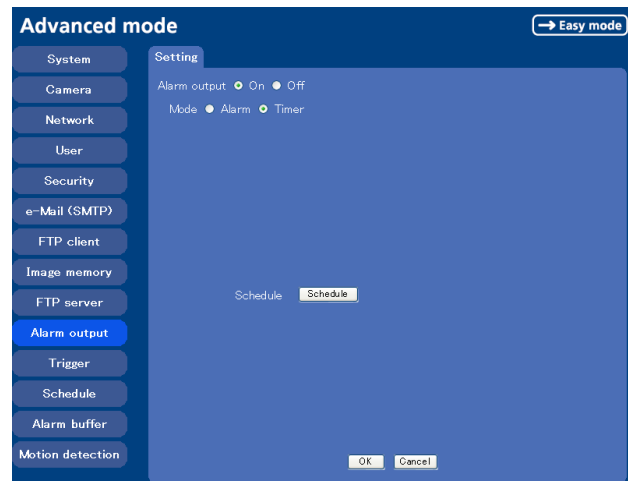 Advanced mode
→ Easy mode
System
Camera
Network
User
Security
e-Mail (SMTP)
FTP client
Image memory
FTP server
Alarm output
Trigger
Schedule
Alarm buffer
Motion detection
Setting
Alarm output On Off
Mode Alarm Timer
Schedule Schedule
OK Cancel